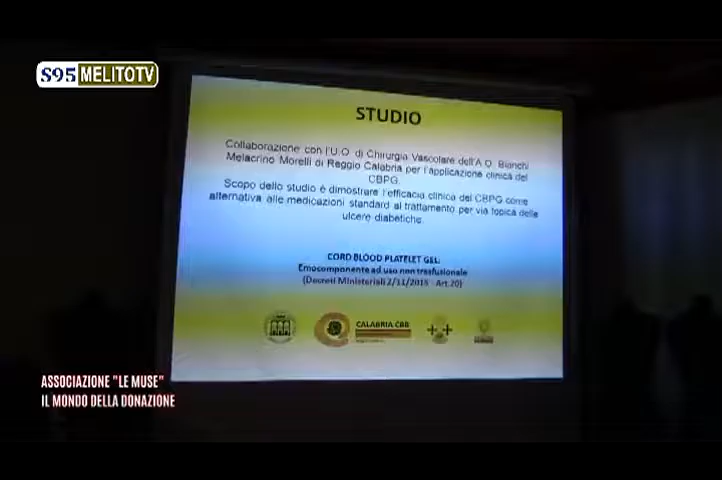 S95 MELITOTV
STUDIO
Collaborazione con l'U.O. di Chirurgia Vascolare dell'A.O. Bianchi
Melacrino Morelli di Reggio Calabria per l'applicazione clinica del
CBPG.
Scopo dello studio è dimostrare l'efficacia clinica del CBPG come
alternativa alle medicazioni standard al trattamento per via topica delle
ulcere diabetiche.
CORD BLOOD PLATELET GEL:
Emocomponente ad uso non trasfusionale
(Decreti Ministeriali 2/11/2015 - Art.20)
CALABRIA CBB
ASSOCIAZIONE "LE MUSE"
IL MONDO DELLA DONAZIONE